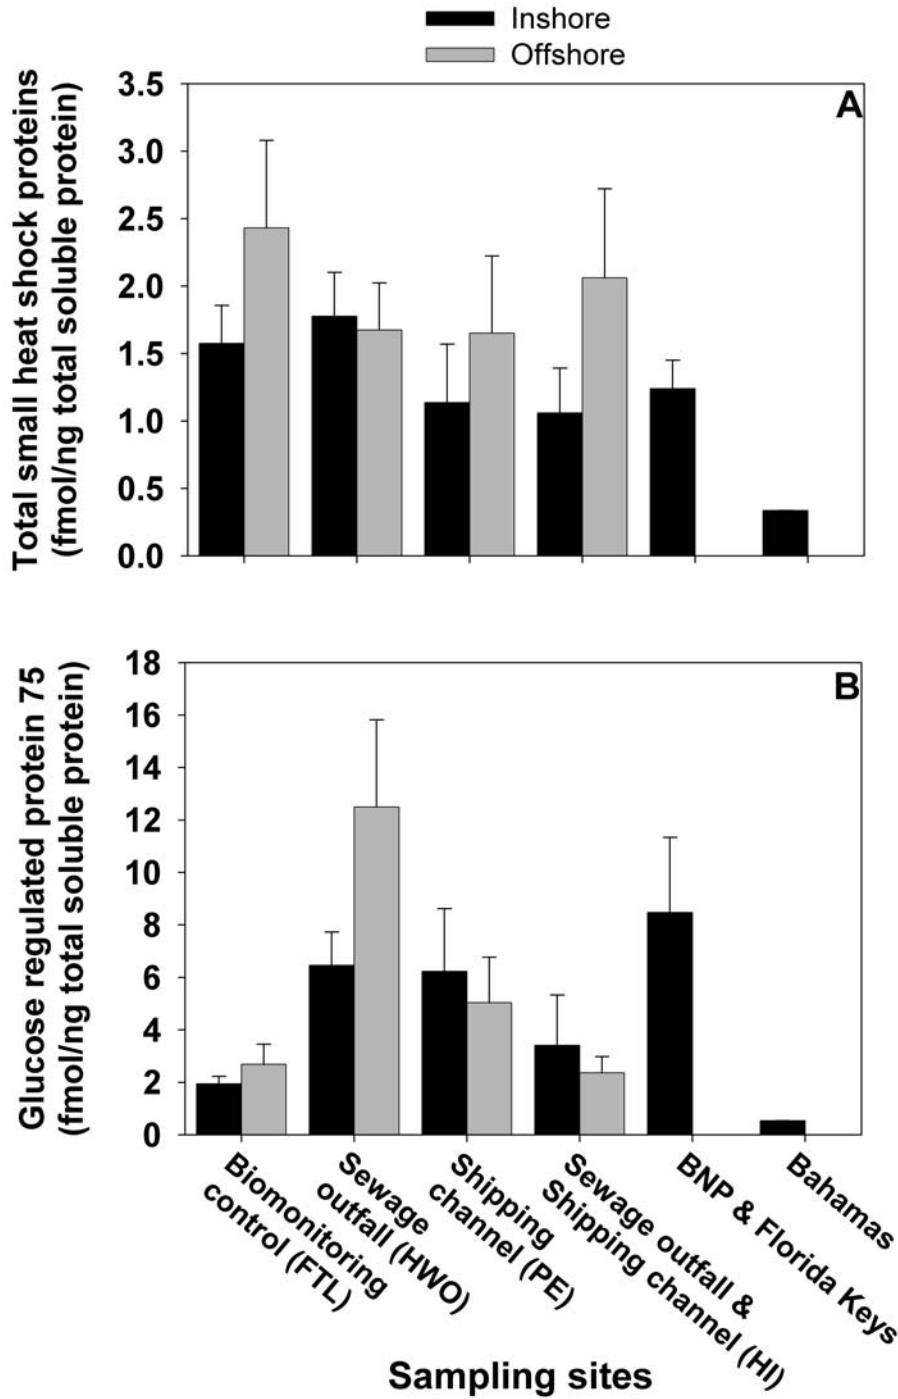 Inshore
Offshore
Total small heat shock proteins
(fmol/ng total soluble protein)
A
3.5
3.0
2.5
2.0
1.5
1.0
0.5
0.0
Glucose regulated protein 75
(fmol/ng total soluble protein)
B
18
16
14
12
10
8
6
4
2
0
Biomonitoring
control (FTL)
Sewage
outfall (HWO)
Shipping
channel (PE)
Sewage outfall &
Shipping channel (HI)
BNP & Florida Keys
Bahamas
Sampling sites